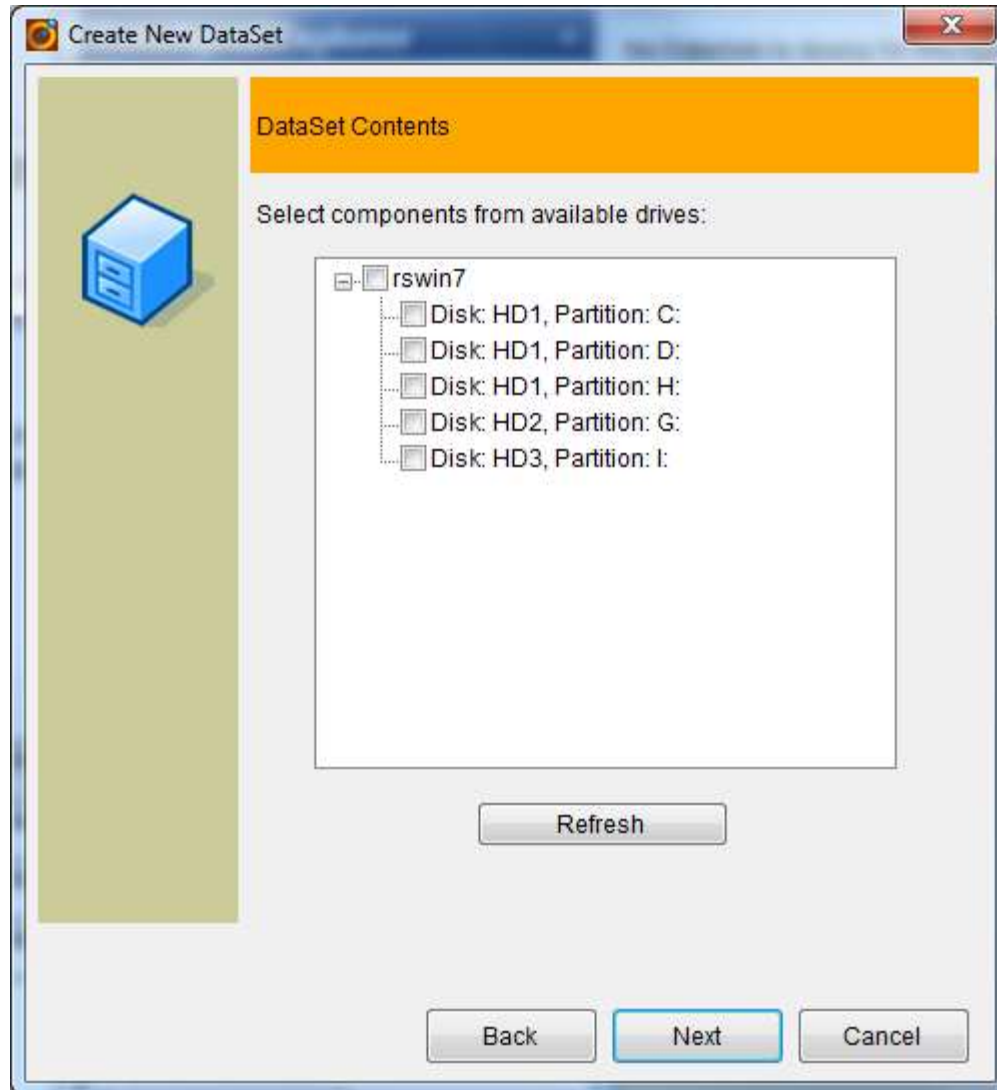 Create New DataSet
DataSet Contents
Select components from available drives:
rswin7
Disk: HD1, Partition: C:
Disk: HD1, Partition: D:
Disk: HD1, Partition: H:
Disk: HD2, Partition: G:
Disk: HD3, Partition: I:
Refresh
Back Next Cancel